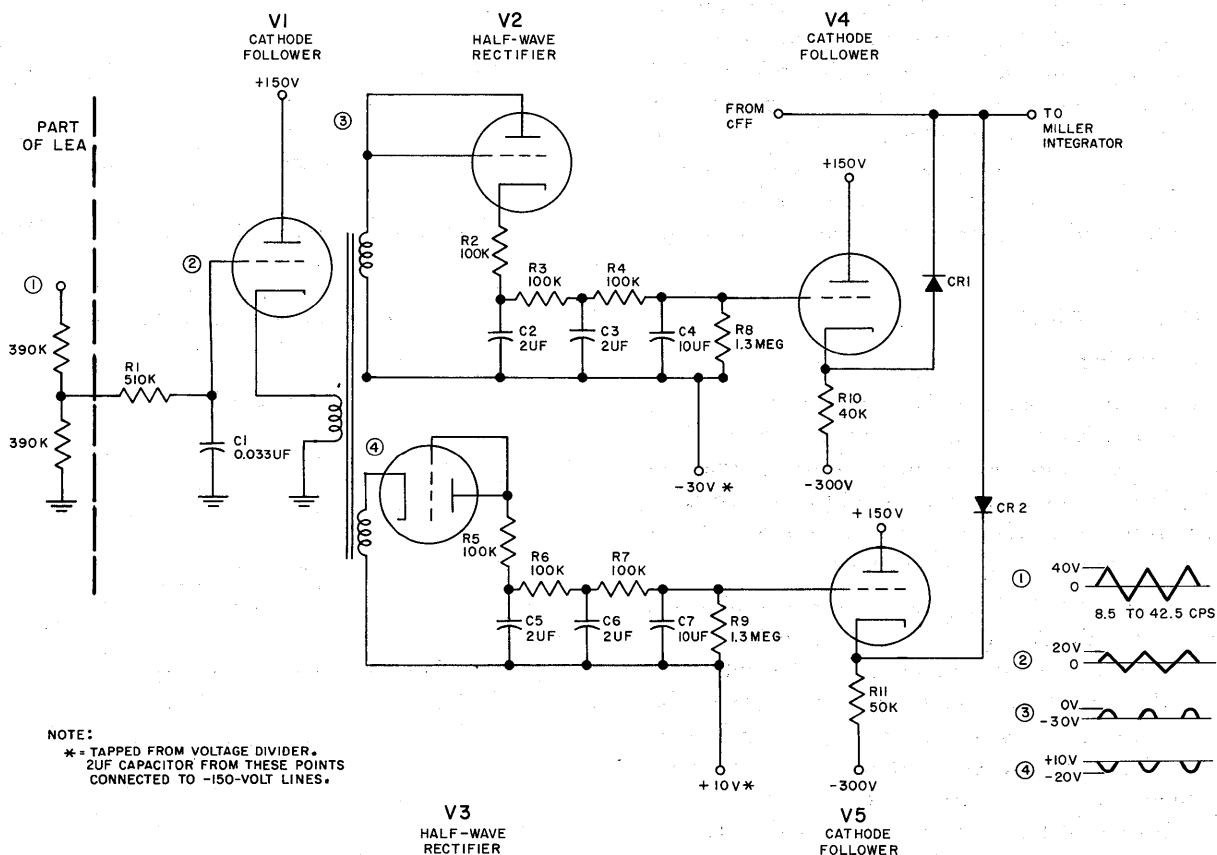 V1
CATHODE
FOLLOWER
V2
HALF-WAVE
RECTIFIER
V4
CATHODE
FOLLOWER
+150V
PART
OF LEA
③
FROM
CFF
TO
MILLER
INTEGRATOR
+150V
②
R2
100K
①
R3
100K
R4
100K
CR1
390K
R1
510K
C2
2UF
C3
2UF
C4
10UF
R8
1.3 MEG
R10
40K
390K
C1
0.033UF
④
-30V *
-300V
CR2
+150V
R5
100K
R6
100K
R7
100K
① 40V
0
8.5 TO 42.5 CPS
C5
2UF
C6
2UF
C7
10UF
R9
1.3 MEG
② 20V
0
R11
50K
③ 0V
-30V
④ +10V
-20V
NOTE:
* = TAPPED FROM VOLTAGE DIVIDER.
2UF CAPACITOR FROM THESE POINTS
CONNECTED TO -150-VOLT LINES.
+10V*
-300V
V3
HALF-WAVE
RECTIFIER
V5
CATHODE
FOLLOWER